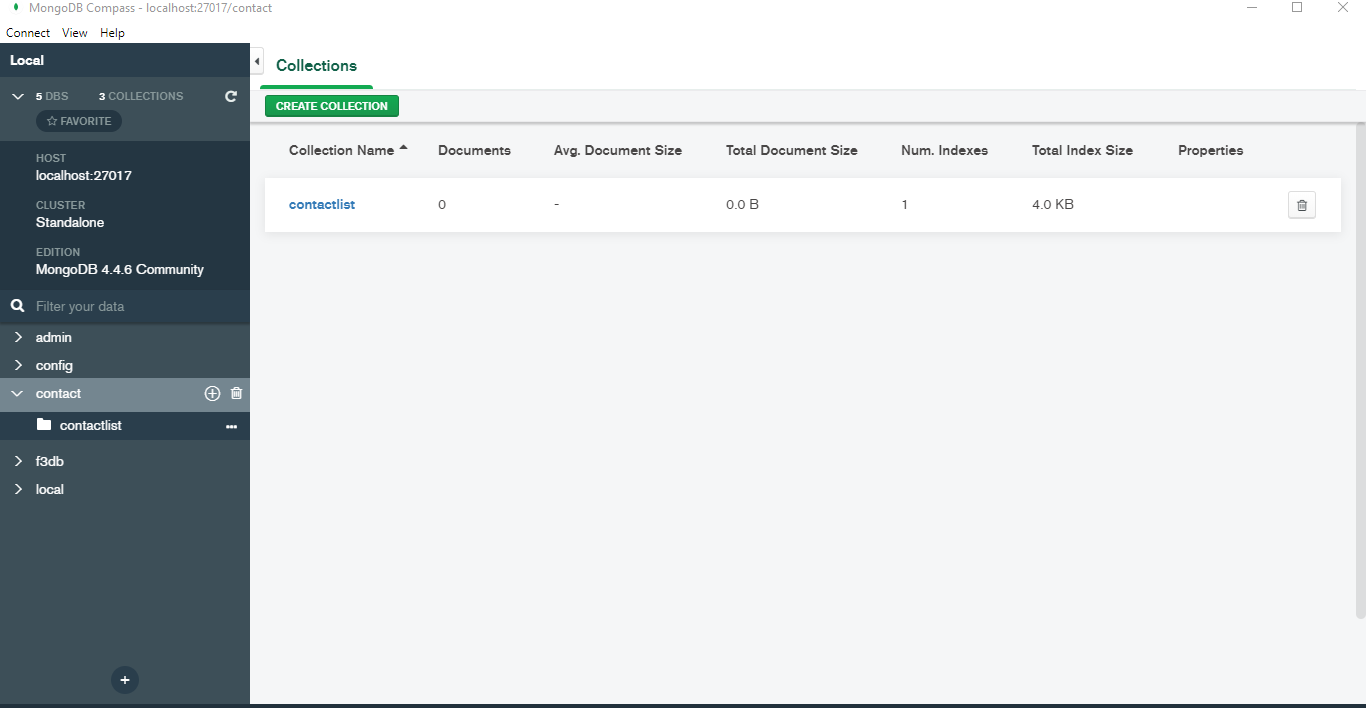 MongoDB Compass - localhost:27017/contact
Connect View Help
Local
5 DBS 3 COLLECTIONS
FAVORITE
HOST
localhost:27017
CLUSTER
Standalone
EDITION
MongoDB 4.4.6 Community
Filter your data
admin
config
contact
contactlist
f3db
local
Collections
CREATE COLLECTION
Collection Name Documents Avg. Document Size Total Document Size Num. Indexes Total Index Size Properties
contactlist 0 - 0.0 B 1 4.0 KB